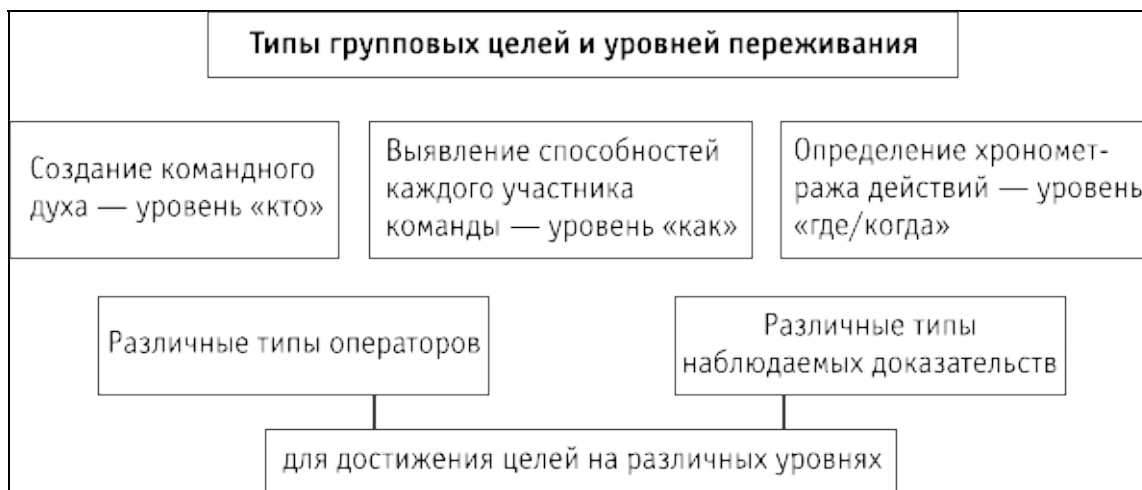 Типы групповых целей и уровней переживания
Создание командного
духа — уровень «кто»
Выявление способностей
каждого участника
команды — уровень «как»
Определение хрономет-
ража действий — уровень
«где/когда»
Различные типы операторов
Различные типы
наблюдаемых доказательств
для достижения целей на различных уровнях